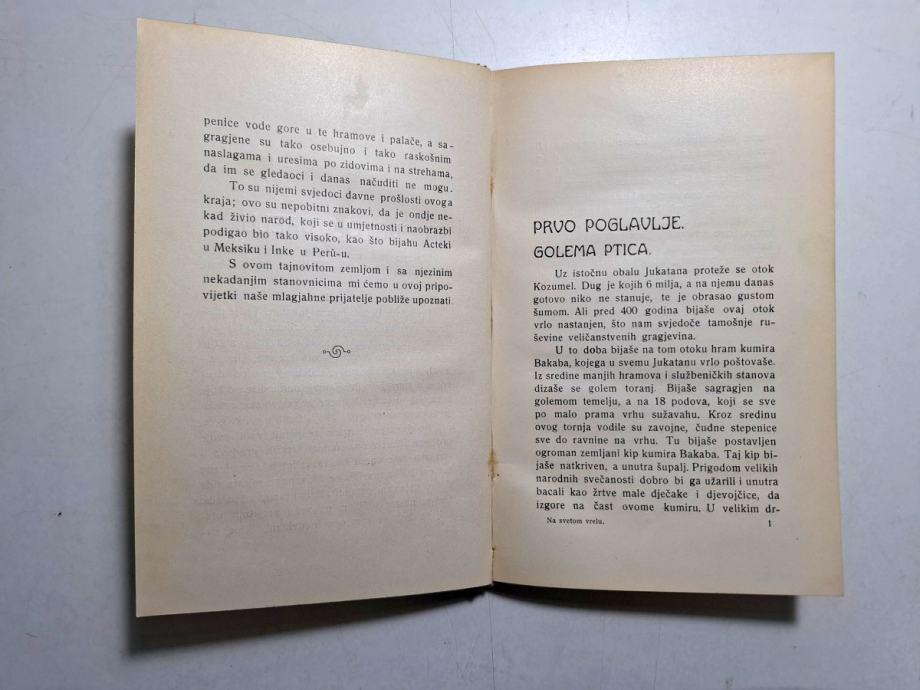 penice vode gore u te hramove i palače, a sa-
gragjene su tako osebujno i tako raskošnim
naslagama i uresima po zidovima i na strehama,
da im se gledaoci i danas načuditi ne mogu.
To su nijemi svjedoci davne prošlosti ovoga
kraja; ovo su nepobitni znakovi, da je ondje ne-
kad živio narod, koji se u umjetnosti i naobrazbi
podigao bio tako visoko, kao što bijahu Acteki
u Meksiku i Inke u Perù-u.
S ovom tajnovitom zemljom i sa njezinim
nekadanjim stanovnicima mi ćemo u ovoj pripo-
vijetki naše mlagjahne prijatelje pobliže upoznati.
PRVO POGLAVLJE.
GOLEMA PTICA.
Uz istočnu obalu Jukatana proteže se otok
Kozumel. Dug je kojih 6 milja, a na njemu danas
gotovo niko ne stanuje, te je obrasao gustom
šumom. Ali pred 400 godina bijaše ovaj otok
vrlo nastanjen, što nam svjedoče tamošnje ru-
ševine veličanstvenih gragjevina.
U to doba bijaše na tom otoku hram kumira
Bakaba, kojega u svemu Jukatanu vrlo poštovaše.
Iz sredine manjih hramova i službeničkih stanova
dizaše se golem toranj. Bijaše sagragjen na
golemom temelju, a na 18 podova, koji se sve
po malo prama vrhu sužavahu. Kroz sredinu
ovog tornja vodile su zavojne, čudne stepenice
sve do ravnine na vrhu. Tu bijaše postavljen
ogroman zemljani kip kumira Bakaba. Taj kip bi-
jaše natkriven, a unutra šupalj. Prigodom velikih
narodnih svečanosti dobro bi ga užarili i unutra
bacali kao žrtve male dječake i djevojčice, da
izgore na čast ovome kumiru. U velikim dr-
Na svetom vrelu. 1